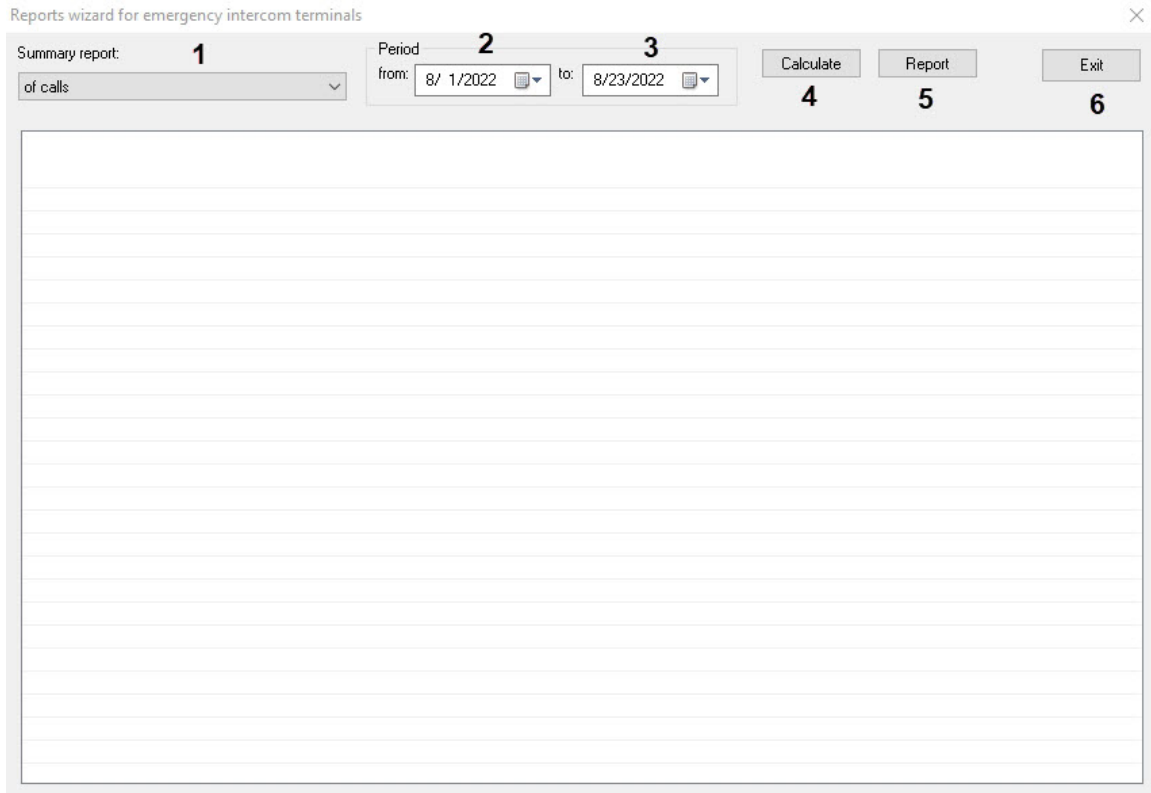 Reports wizard for emergency intercom terminals
Summary report: 1 Period 2 3
from: 8/ 1/2022 to: 8/23/2022 Calculate Report Exit
of calls 4 5 6